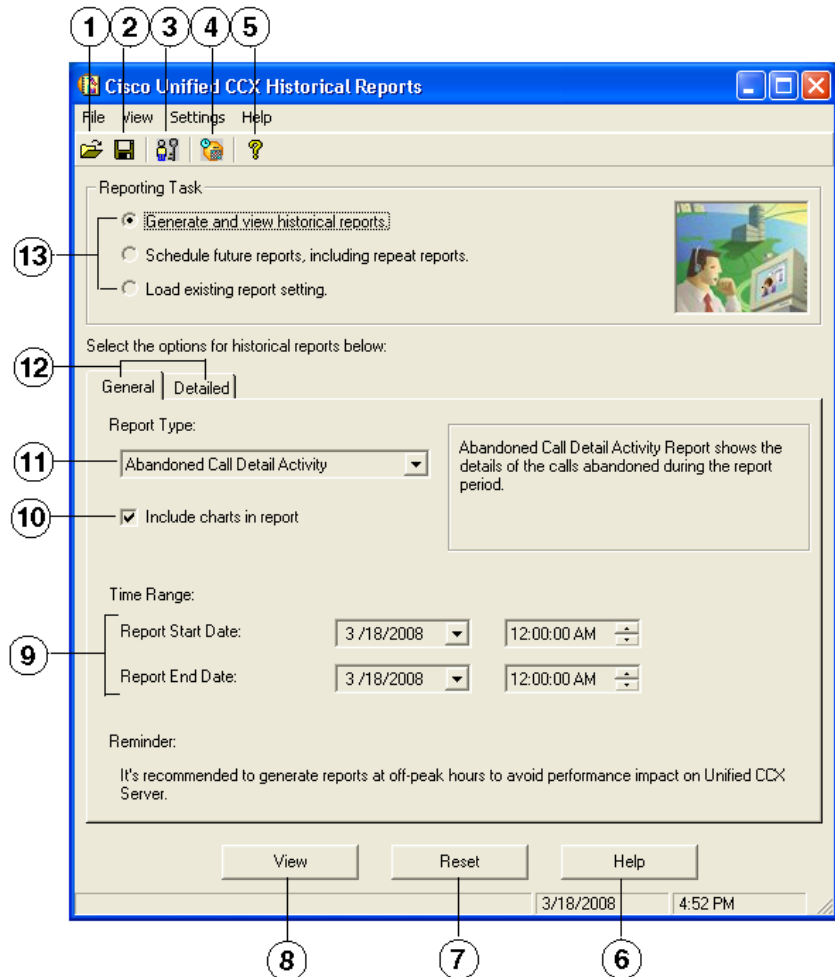 1 2 3 4 5
Cisco Unified CCX Historical Reports
File View Settings Help
Reporting Task
Generate and view historical reports.
13
Schedule future reports, including repeat reports.
Load existing report setting.
Select the options for historical reports below:
12
General Detailed
Report Type:
11
Abandoned Call Detail Activity
Abandoned Call Detail Activity Report shows the
details of the calls abandoned during the report
period.
10
Include charts in report
Time Range:
9
Report Start Date: 3 /18/2008 12:00:00 AM
Report End Date: 3 /18/2008 12:00:00 AM
Reminder:
It's recommended to generate reports at off-peak hours to avoid performance impact on Unified CCX
Server.
View Reset Help
3/18/2008 4:52 PM
8 7 6